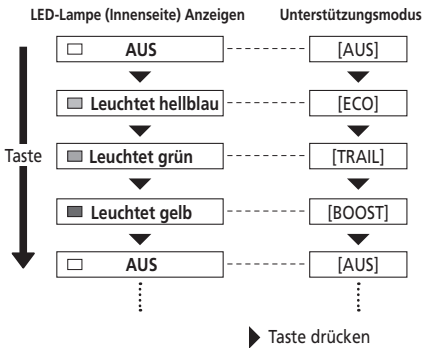 LED-Lampe (Innenseite) Anzeigen Unterstützungsmodus
AUS [AUS]
Leuchtet hellblau [ECO]
Taste Leuchtet grün [TRAIL]
Leuchtet gelb [BOOST]
AUS [AUS]
Taste drücken